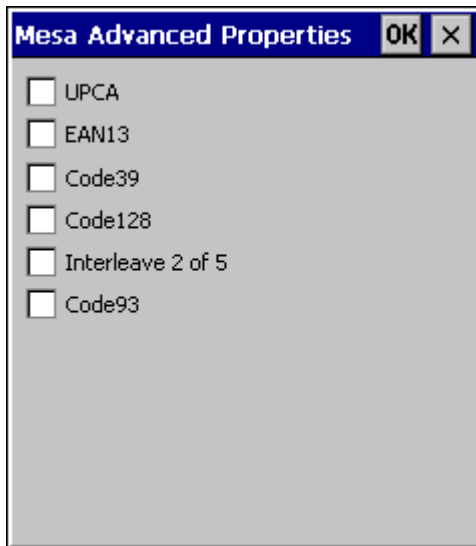 Mesa Advanced Properties OK ×
UPCA
EAN13
Code39
Code128
Interleave 2 of 5
Code93